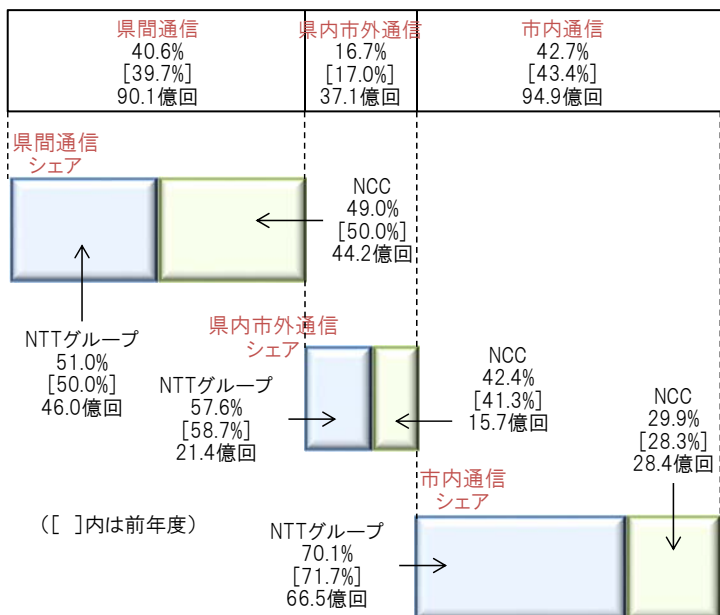 県間通信
40.6%
[39.7%]
90.1億回
県内市外通信
16.7%
[17.0%]
37.1億回
市内通信
42.7%
[43.4%]
94.9億回
県間通信
シェア
NCC
49.0%
[50.0%]
44.2億回
NTTグループ
51.0%
[50.0%]
46.0億回
県内市外通信
シェア
NTTグループ
57.6%
[58.7%]
21.4億回
NCC
42.4%
[41.3%]
15.7億回
NCC
29.9%
[28.3%]
28.4億回
市内通信
シェア
（[ ]内は前年度）
NTTグループ
70.1%
[71.7%]
66.5億回